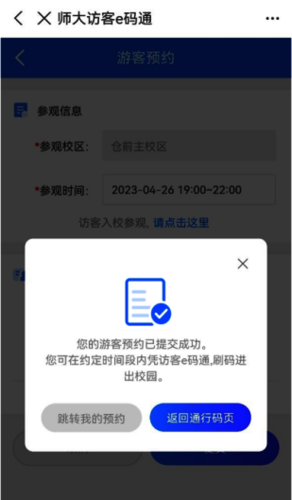 师大访客e码通
游客预约
参观信息
*参观校区： 仓前主校区
*参观时间： 2023-04-26 19:00~22:00
访客入校参观, 请点击这里
您的游客预约已提交成功。
您可在约定时间段内凭访客e码通,刷码进
出校园。
跳转我的预约 返回通行码页